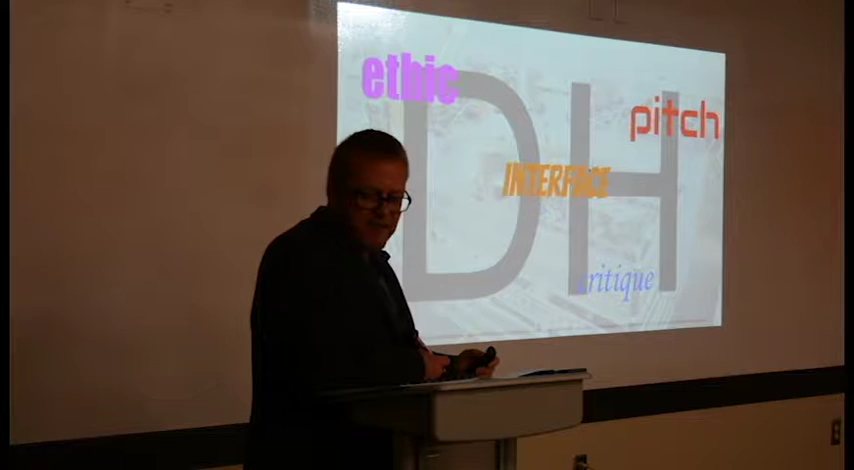 ethic
DH
pitch
INTERFACE
critique